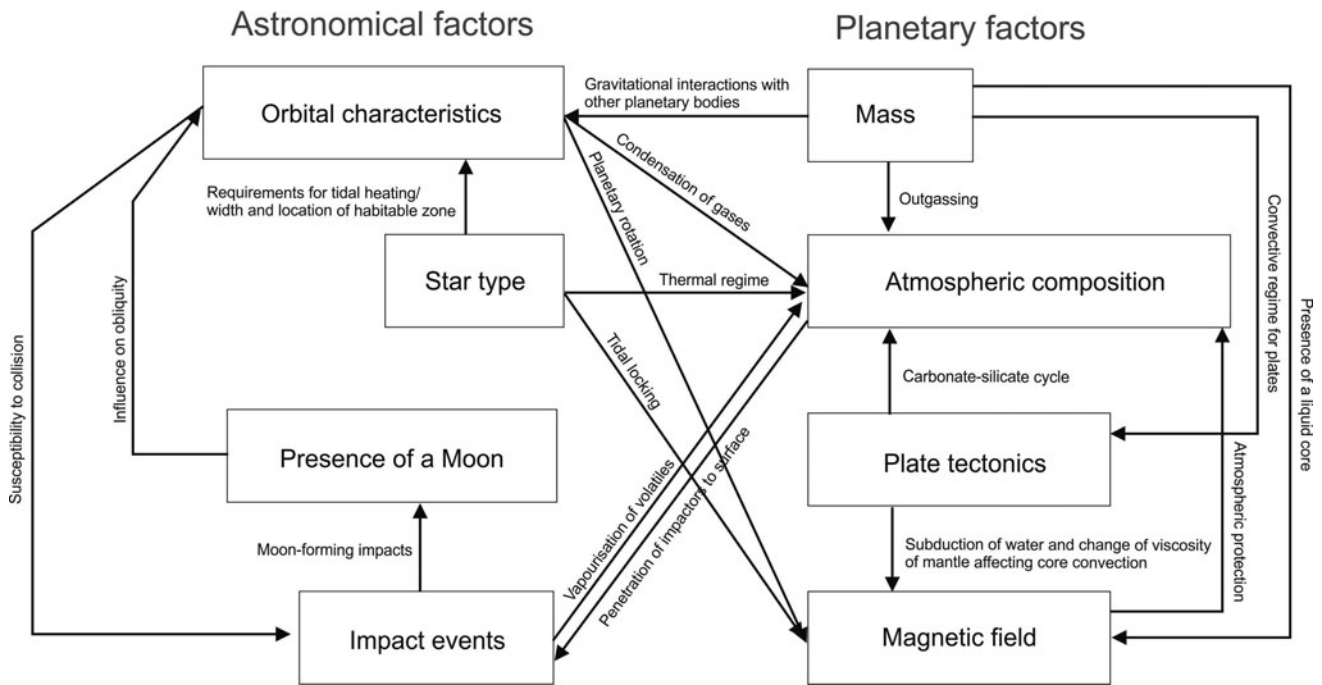 Astronomical factors
Planetary factors
Orbital characteristics
Gravitational interactions with
other planetary bodies
Mass
Condensation of gases
Planetary rotation
Requirements for tidal heating/
width and location of habitable zone
Outgassing
Convective regime for plates
Presence of a liquid core
Star type
Thermal regime
Atmospheric composition
Susceptibility to collision
Influence on obliquity
Tidal locking
Carbonate-silicate cycle
Presence of a Moon
Plate tectonics
Atmospheric protection
Moon-forming impacts
Vapourisation of volatiles
Penetration of impactors to surface
Subduction of water and change of viscosity
of mantle affecting core convection
Impact events
Magnetic field